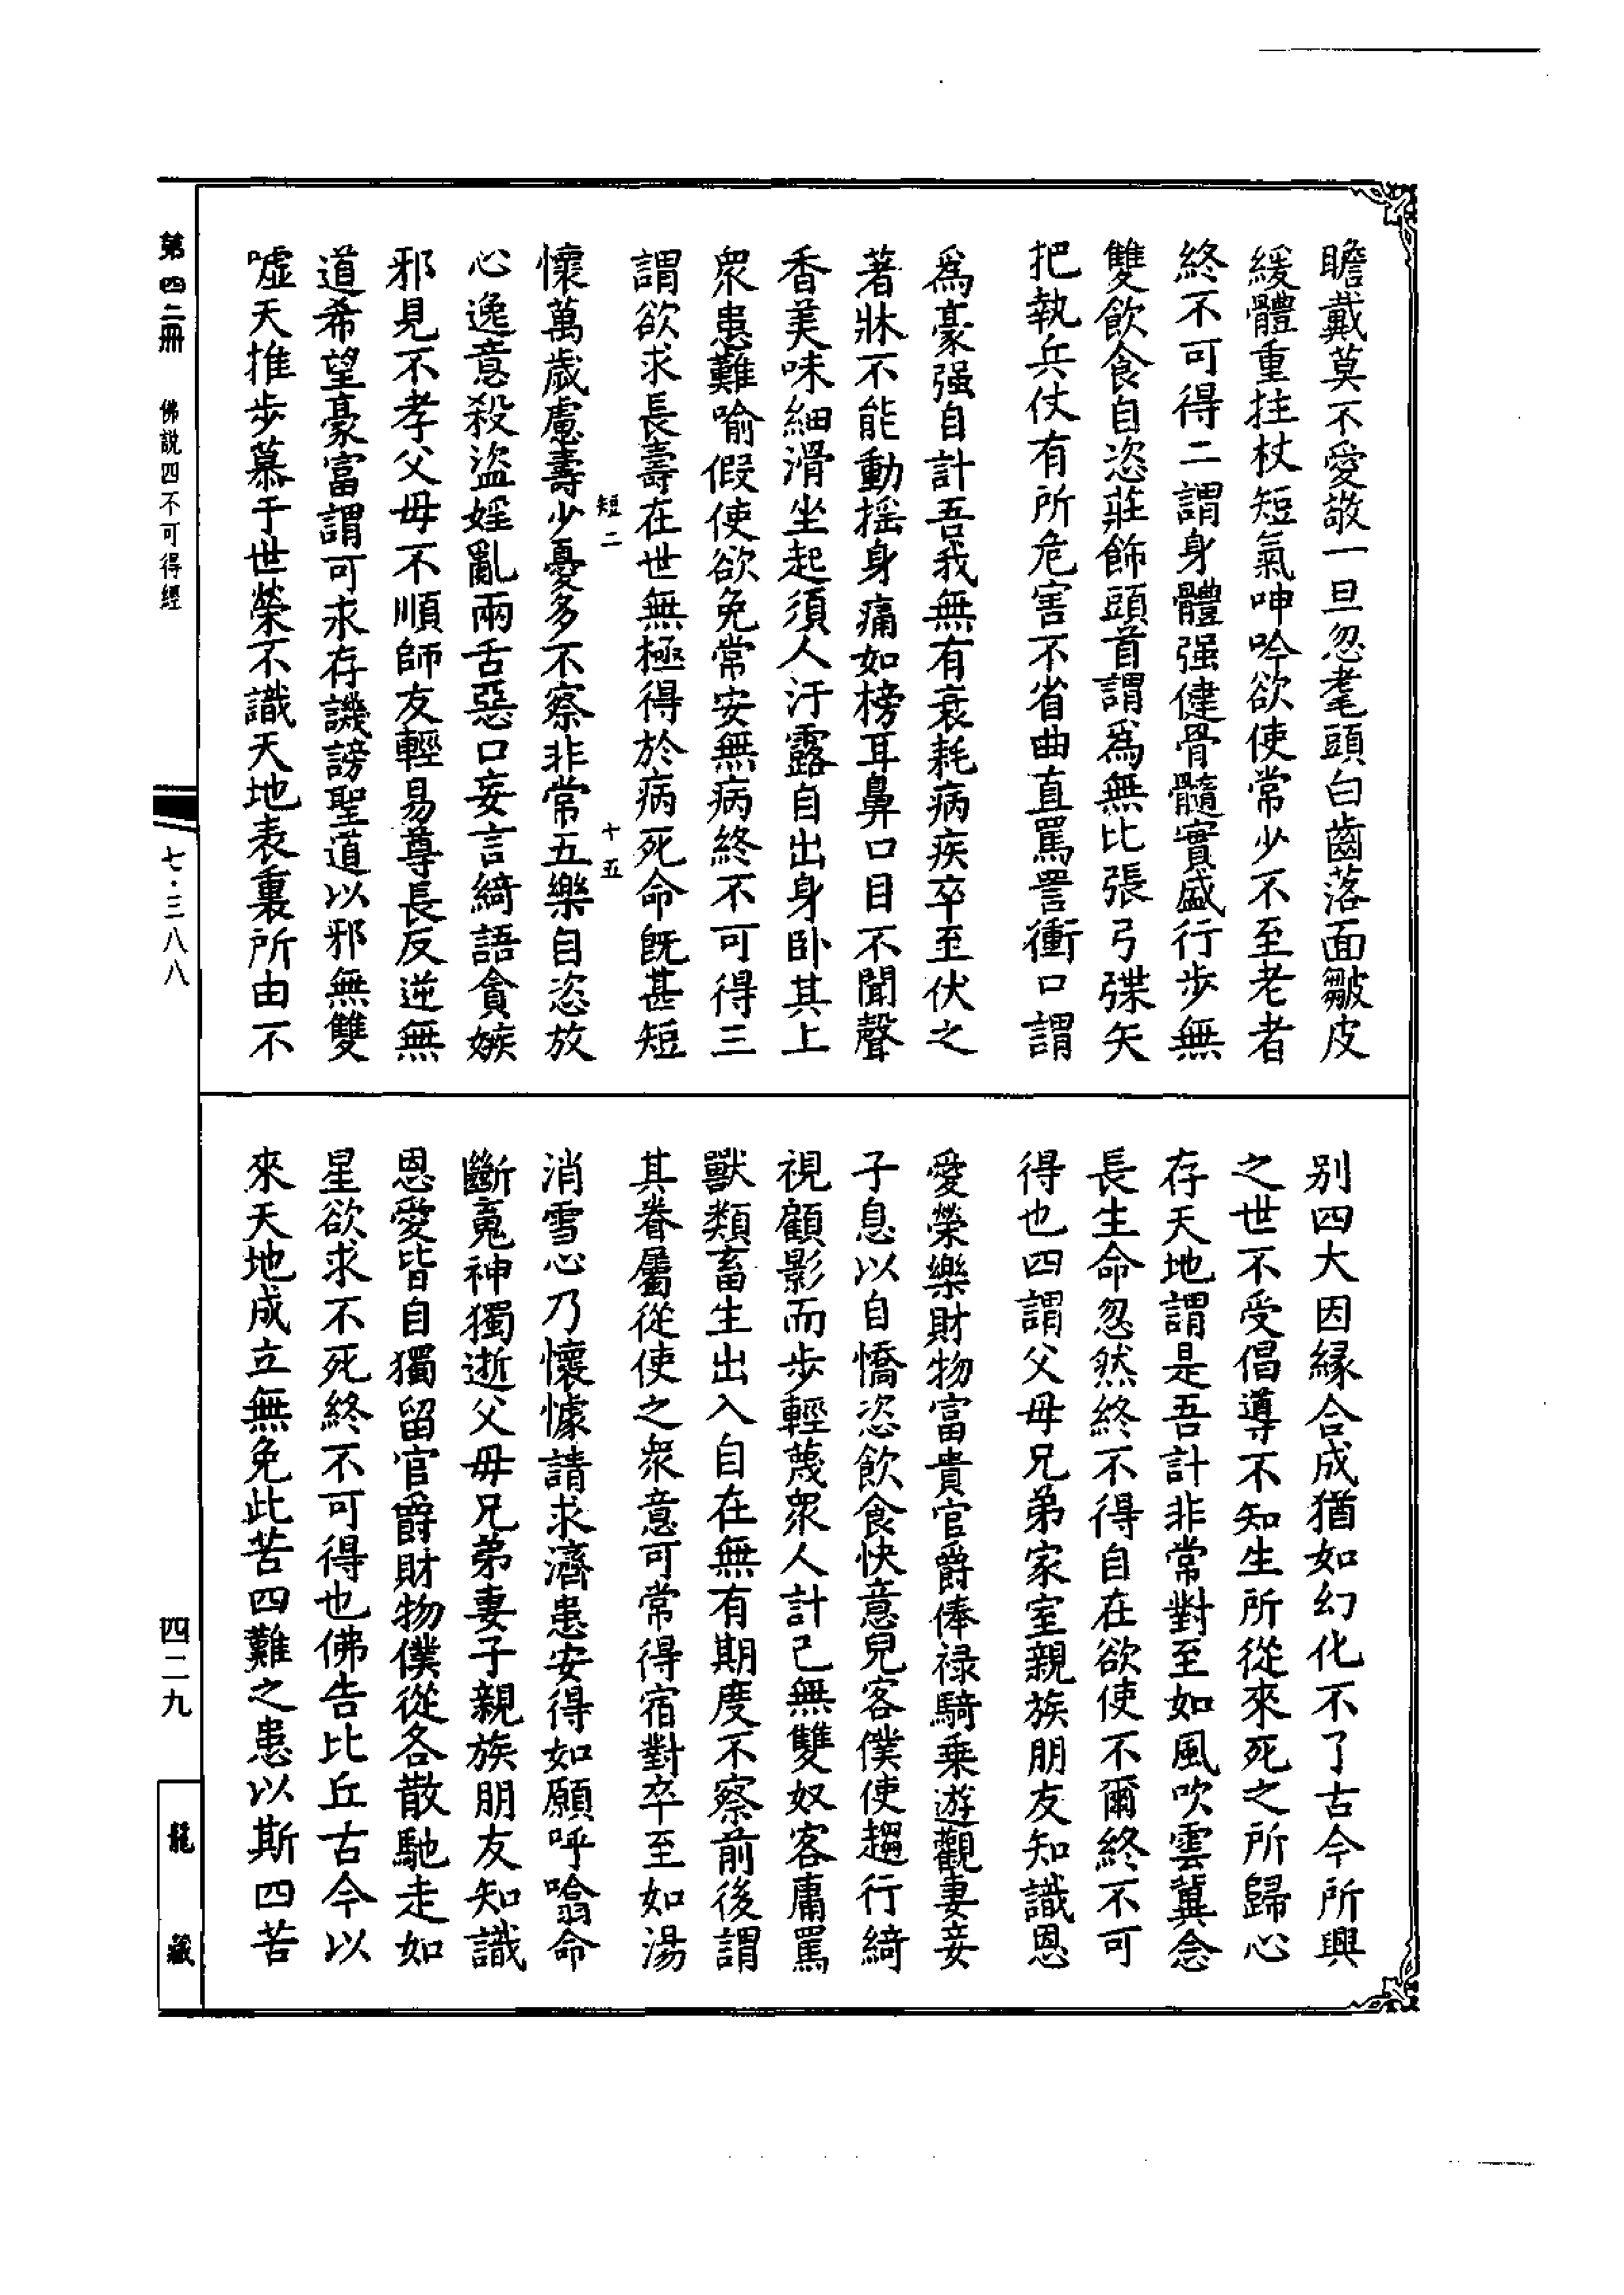 瞻戴莫不愛敬一旦忽耄頭白齒落面皺皮
緩體重拄杖短氣呻吟欲使常少不至老者
終不可得二謂身體强健骨髓實盛行步無
雙飲食自恣莊飾頭首謂爲無比張弓弽矢
把執兵仗有所危害不省曲直罵詈衝口謂
爲豪强自計吾我無有衰耗病疾卒至伏之
著牀不能動摇身痛如榜耳鼻口目不聞聲
香美味細滑坐起須人汙露自出身卧其上
衆患難喻假使欲免常安無病終不可得三
謂欲求長壽在世無極得於病死命旣甚短
短二 十五
懷萬歲慮壽少憂多不察非常五樂自恣放
心逸意殺盜婬亂兩舌惡口妄言綺語貪嫉
邪見不孝父母不順師友輕易尊長反逆無
道希望豪富謂可求存譏謗聖道以邪無雙
噓天推步慕于世榮不識天地表裏所由不
别四大因緣合成猶如幻化不了古今所興
之世不受倡導不知生所從來死之所歸心
存天地謂是吾計非常對至如風吹雲冀念
長生命忽然終不得自在欲使不爾終不可
得也四謂父母兄弟家室親族朋友知識恩
愛榮樂財物富貴官爵俸禄騎乗遊觀妻妾
子息以自憍恣飲食快意兒客僕使趨行綺
視顧影而步輕蔑衆人計己無雙奴客庸罵
獸類畜生出入自在無有期度不察前後謂
其眷屬從使之衆意可常得宿對卒至如湯
消雪心乃懷懅請求濟患安得如願呼噏命
斷䰟神獨逝父母兄弟妻子親族朋友知識
恩愛皆自獨留官爵財物僕從各散馳走如
星欲求不死終不可得也佛告比丘古今以
來天地成立無免此苦四難之患以斯四苦
第四二册 佛說四不可得經 七·三八八 四二九 龍藏